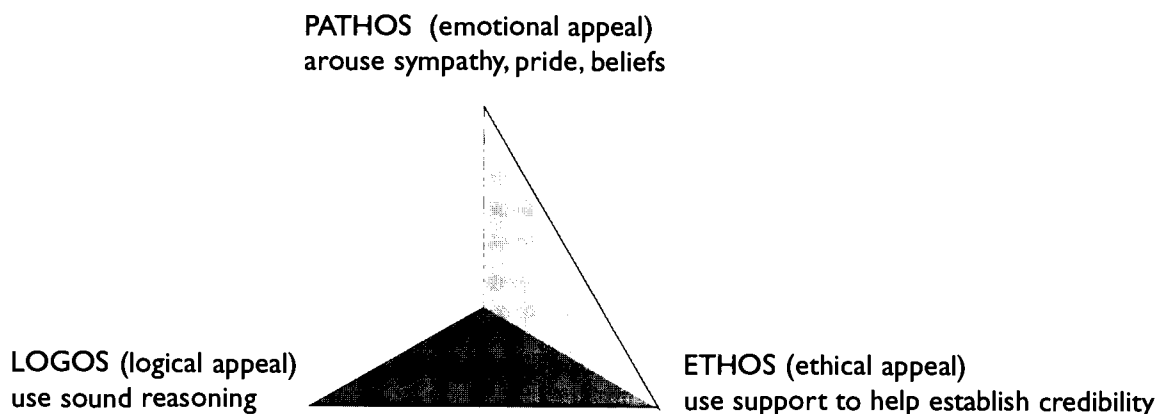 PATHOS (emotional appeal)
arouse sympathy, pride, beliefs
LOGOS (logical appeal)
use sound reasoning
ETHOS (ethical appeal)
use support to help establish credibility